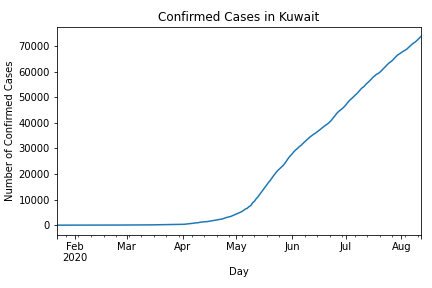 Confirmed Cases in Kuwait
Number of Confirmed Cases
70000
60000
50000
40000
30000
20000
10000
0
Feb Mar Apr May Jun Jul Aug
2020
Day